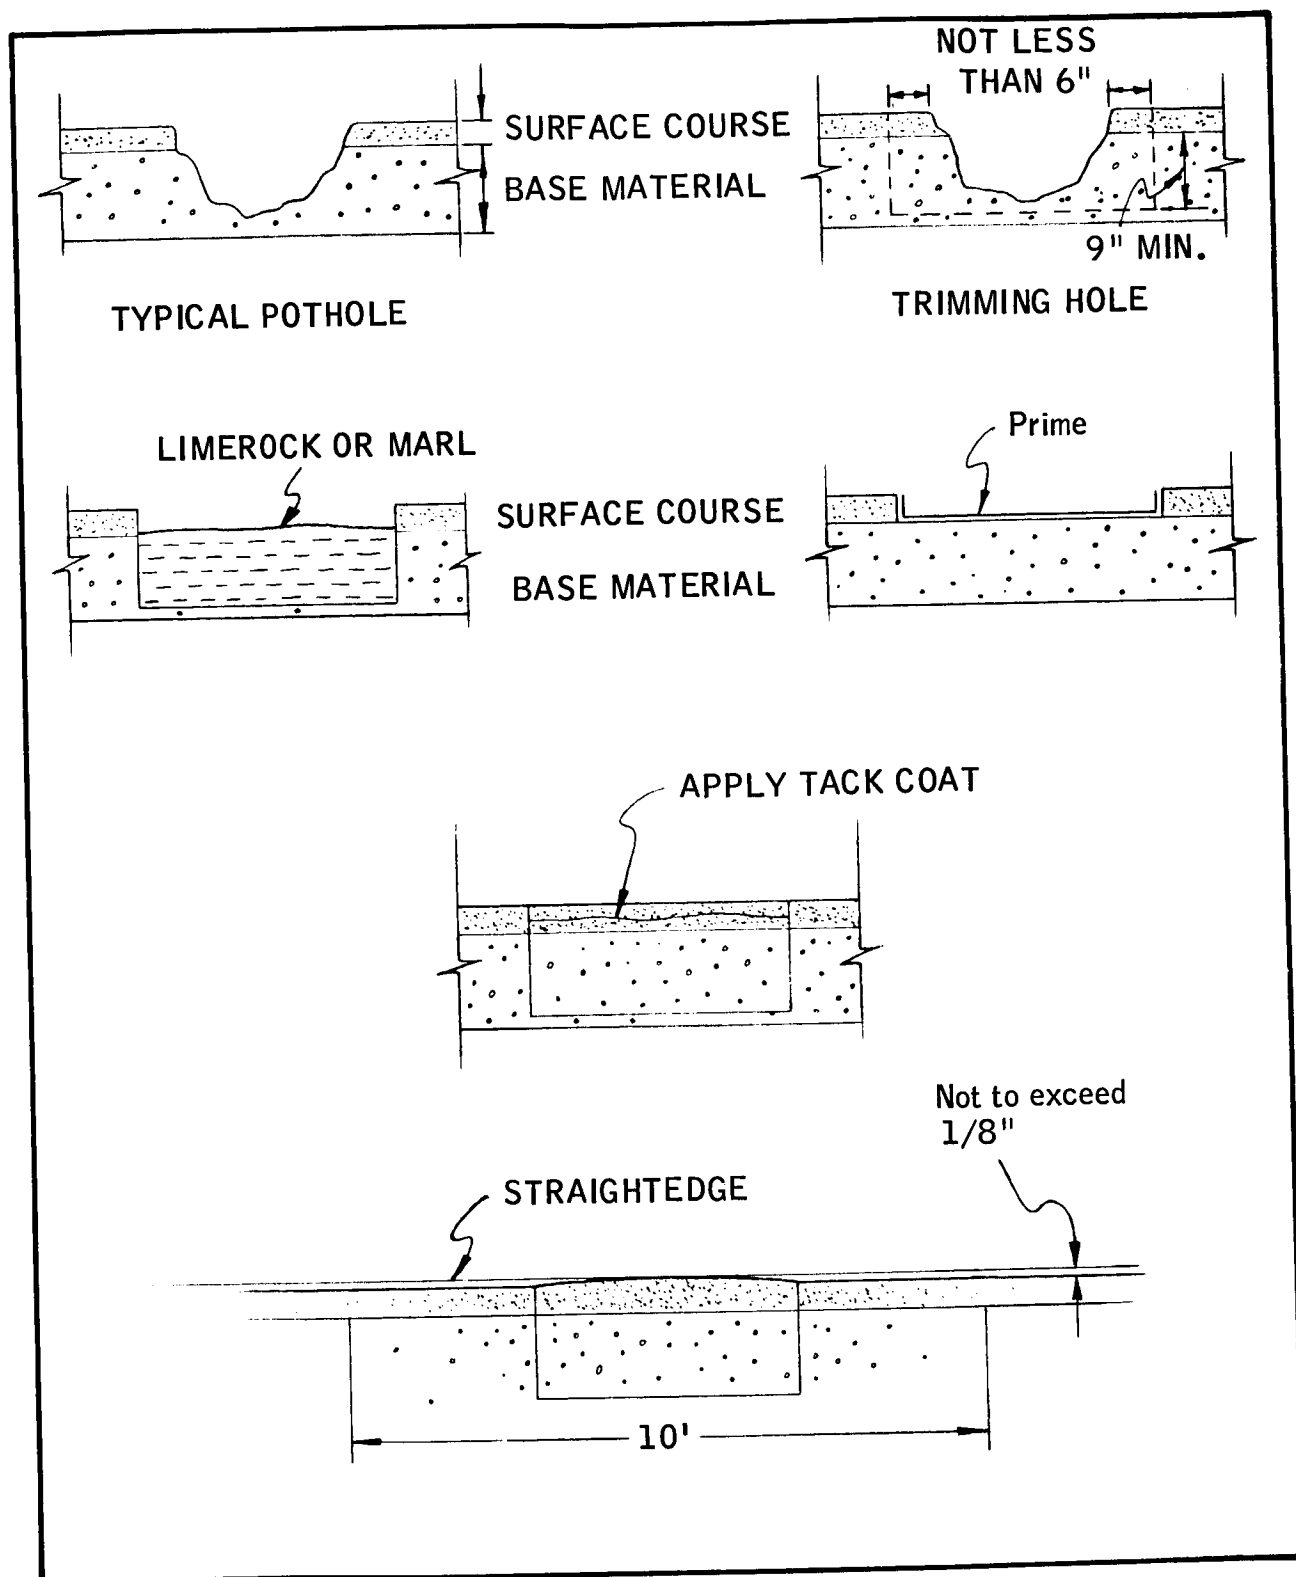 NOT LESS
THAN 6"
SURFACE COURSE
BASE MATERIAL
9" MIN.
TYPICAL POTHOLE
TRIMMING HOLE
Prime
LIMEROCK OR MARL
SURFACE COURSE
BASE MATERIAL
APPLY TACK COAT
Not to exceed
1/8"
STRAIGHTEDGE
10'